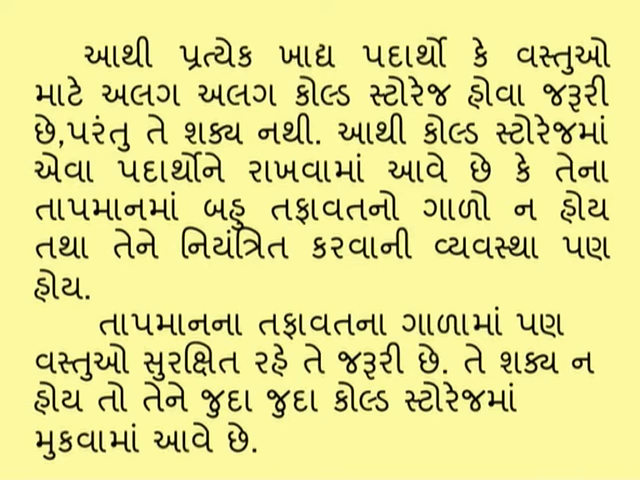 આથી પ્રત્યેક ખાદ્ય પદાર્થો કે વસ્તુઓ
માટે અલગ અલગ કોલ્ડ સ્ટોરેજ હોવા જરૂરી
છે,પરંતુ તે શક્ય નથી. આથી કોલ્ડ સ્ટોરેજમાં
એવા પદાર્થોને રાખવામાં આવે છે કે તેના
તાપમાનમાં બહુ તફાવતનો ગાળો ન હોય
તથા તેને નિયંત્રિત કરવાની વ્યવસ્થા પણ
હોય.
તાપમાનના તફાવતના ગાળામાં પણ
વસ્તુઓ સુરક્ષિત રહે તે જરૂરી છે. તે શક્ય ન
હોય તો તેને જુદા જુદા કોલ્ડ સ્ટોરેજમાં
મુકવામાં આવે છે.